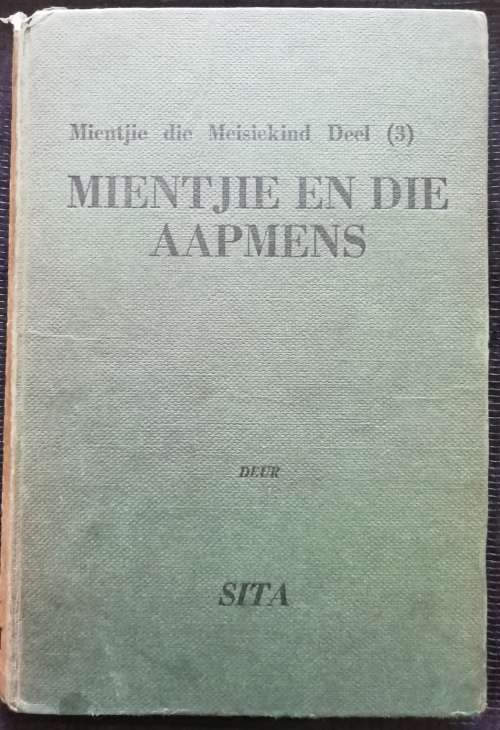 Mientjie die Meisiekind Deel (3)
MIENTJIE EN DIE
AAPMENS
DEUR
SITA